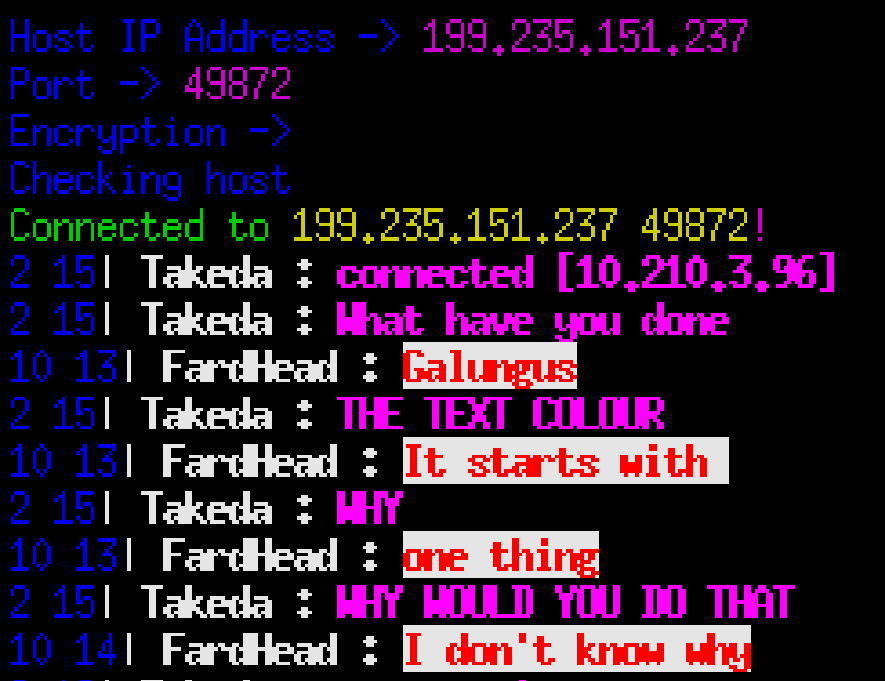 Host IP Address -> 199.235.151.237
Port -> 49872
Encryption ->
Checking host
Connected to 199.235.151.237 49872!
2 15| Takeda : connected [10.210.3.96]
2 15| Takeda : What have you done
10 13| FardHead : Galungus
2 15| Takeda : THE TEXT COLOUR
10 13| FardHead : It starts with
2 15| Takeda : WHY
10 13| FardHead : one thing
2 15| Takeda : WHY WOULD YOU DO THAT
10 14| FardHead : I don't know why